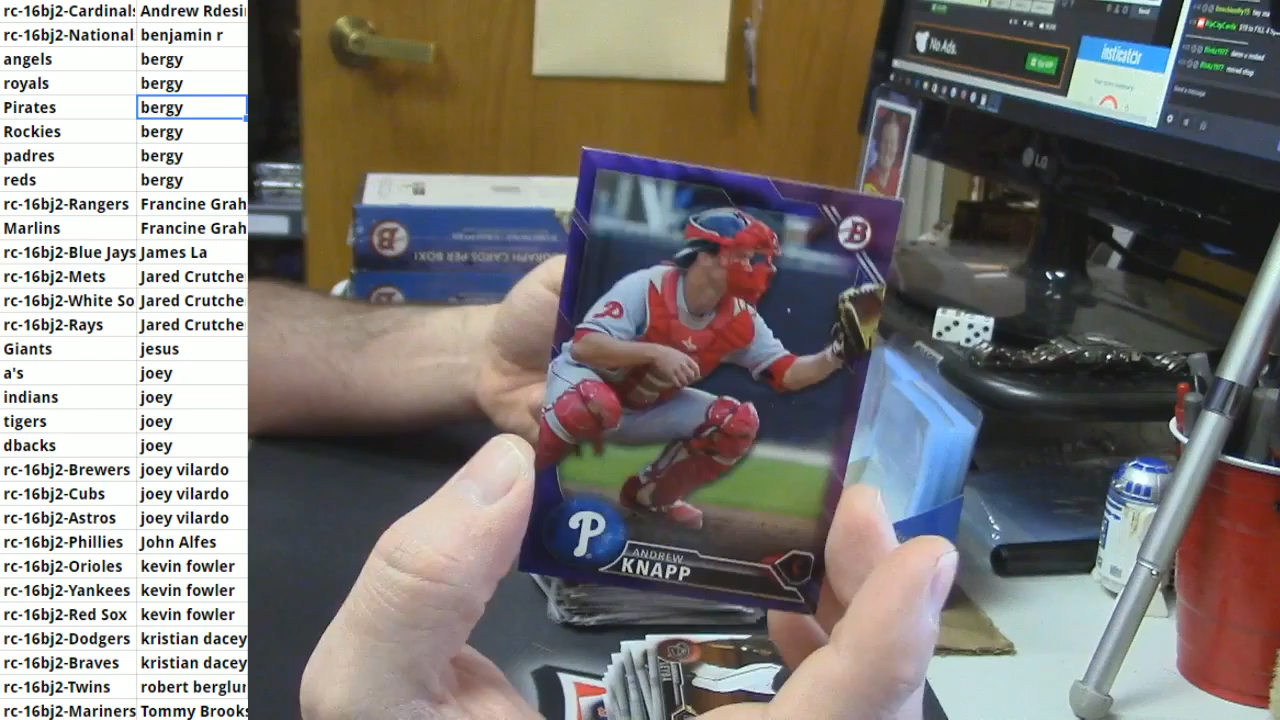 rc-16bj2-Cardinals Andrew Rdesi
rc-16bj2-National benjamin r
angels bergy
royals bergy
Pirates bergy
Rockies bergy
padres bergy
reds bergy
rc-16bj2-Rangers Francine Grah
Marlins Francine Grah
rc-16bj2-Blue Jays James La
rc-16bj2-Mets Jared Crutche
rc-16bj2-White So Jared Crutche
rc-16bj2-Rays Jared Crutche
Giants jesus
a's joey
indians joey
tigers joey
dbacks joey
rc-16bj2-Brewers joey vilardo
rc-16bj2-Cubs joey vilardo
rc-16bj2-Astros joey vilardo
rc-16bj2-Phillies John Alfes
rc-16bj2-Orioles kevin fowler
rc-16bj2-Yankees kevin fowler
rc-16bj2-Red Sox kevin fowler
rc-16bj2-Dodgers kristian dacey
rc-16bj2-Braves kristian dacey
rc-16bj2-Twins robert berglur
rc-16bj2-Mariners Tommy Brooks
No Ads.
insticator
LG
B
B
OGRAPH CARDS PER BOX!
P
P
ANDREW
KNAPP